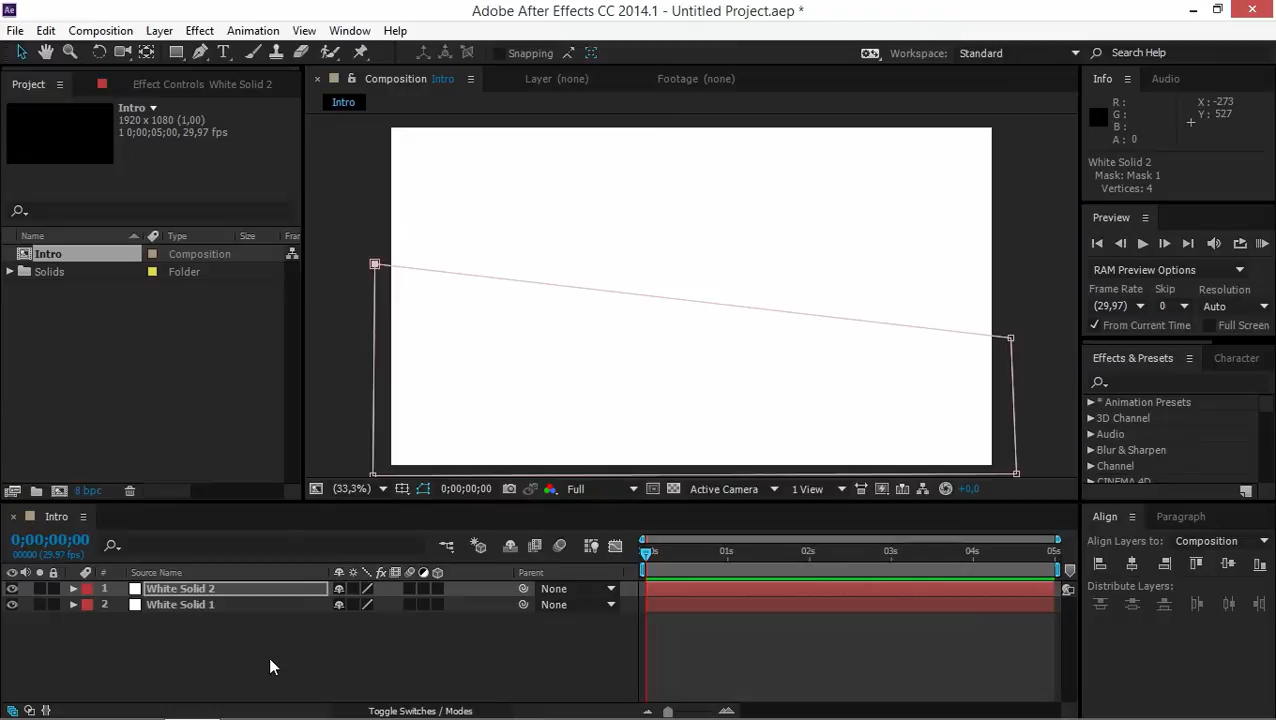 Adobe After Effects CC 2014.1 - Untitled Project.aep *
File Edit Composition Layer Effect Animation View Window Help
Snapping
Workspace: Standard
Search Help
Project
Effect Controls White Solid 2
Composition Intro
Layer (none)
Footage (none)
Info
Audio
Intro
Intro
1920 x 1080 (1,00)
1 0;00;05;00, 29,97 fps
R :
G :
B :
A : 0
X : -273
Y : 527
White Solid 2
Mask: Mask 1
Vertices: 4
Preview
Name Type Size Frar
Intro Composition
Solids Folder
RAM Preview Options
Frame Rate Skip Resolution
(29,97) 0 Auto
From Current Time Full Screen
Effects & Presets
Character
* Animation Presets
3D Channel
Audio
Blur & Sharpen
Channel
CINEMA 4D
8 bpc
(33,3%) 0;00;00;00 Full Active Camera 1 View +0,0
Intro
Align
Paragraph
0;00;00;00
00000 (29.97 fps)
Align Layers to: Composition
01s 02s 03s 04s 05s
# Source Name Parent
Distribute Layers:
1 White Solid 2 None
2 White Solid 1 None
Toggle Switches / Modes